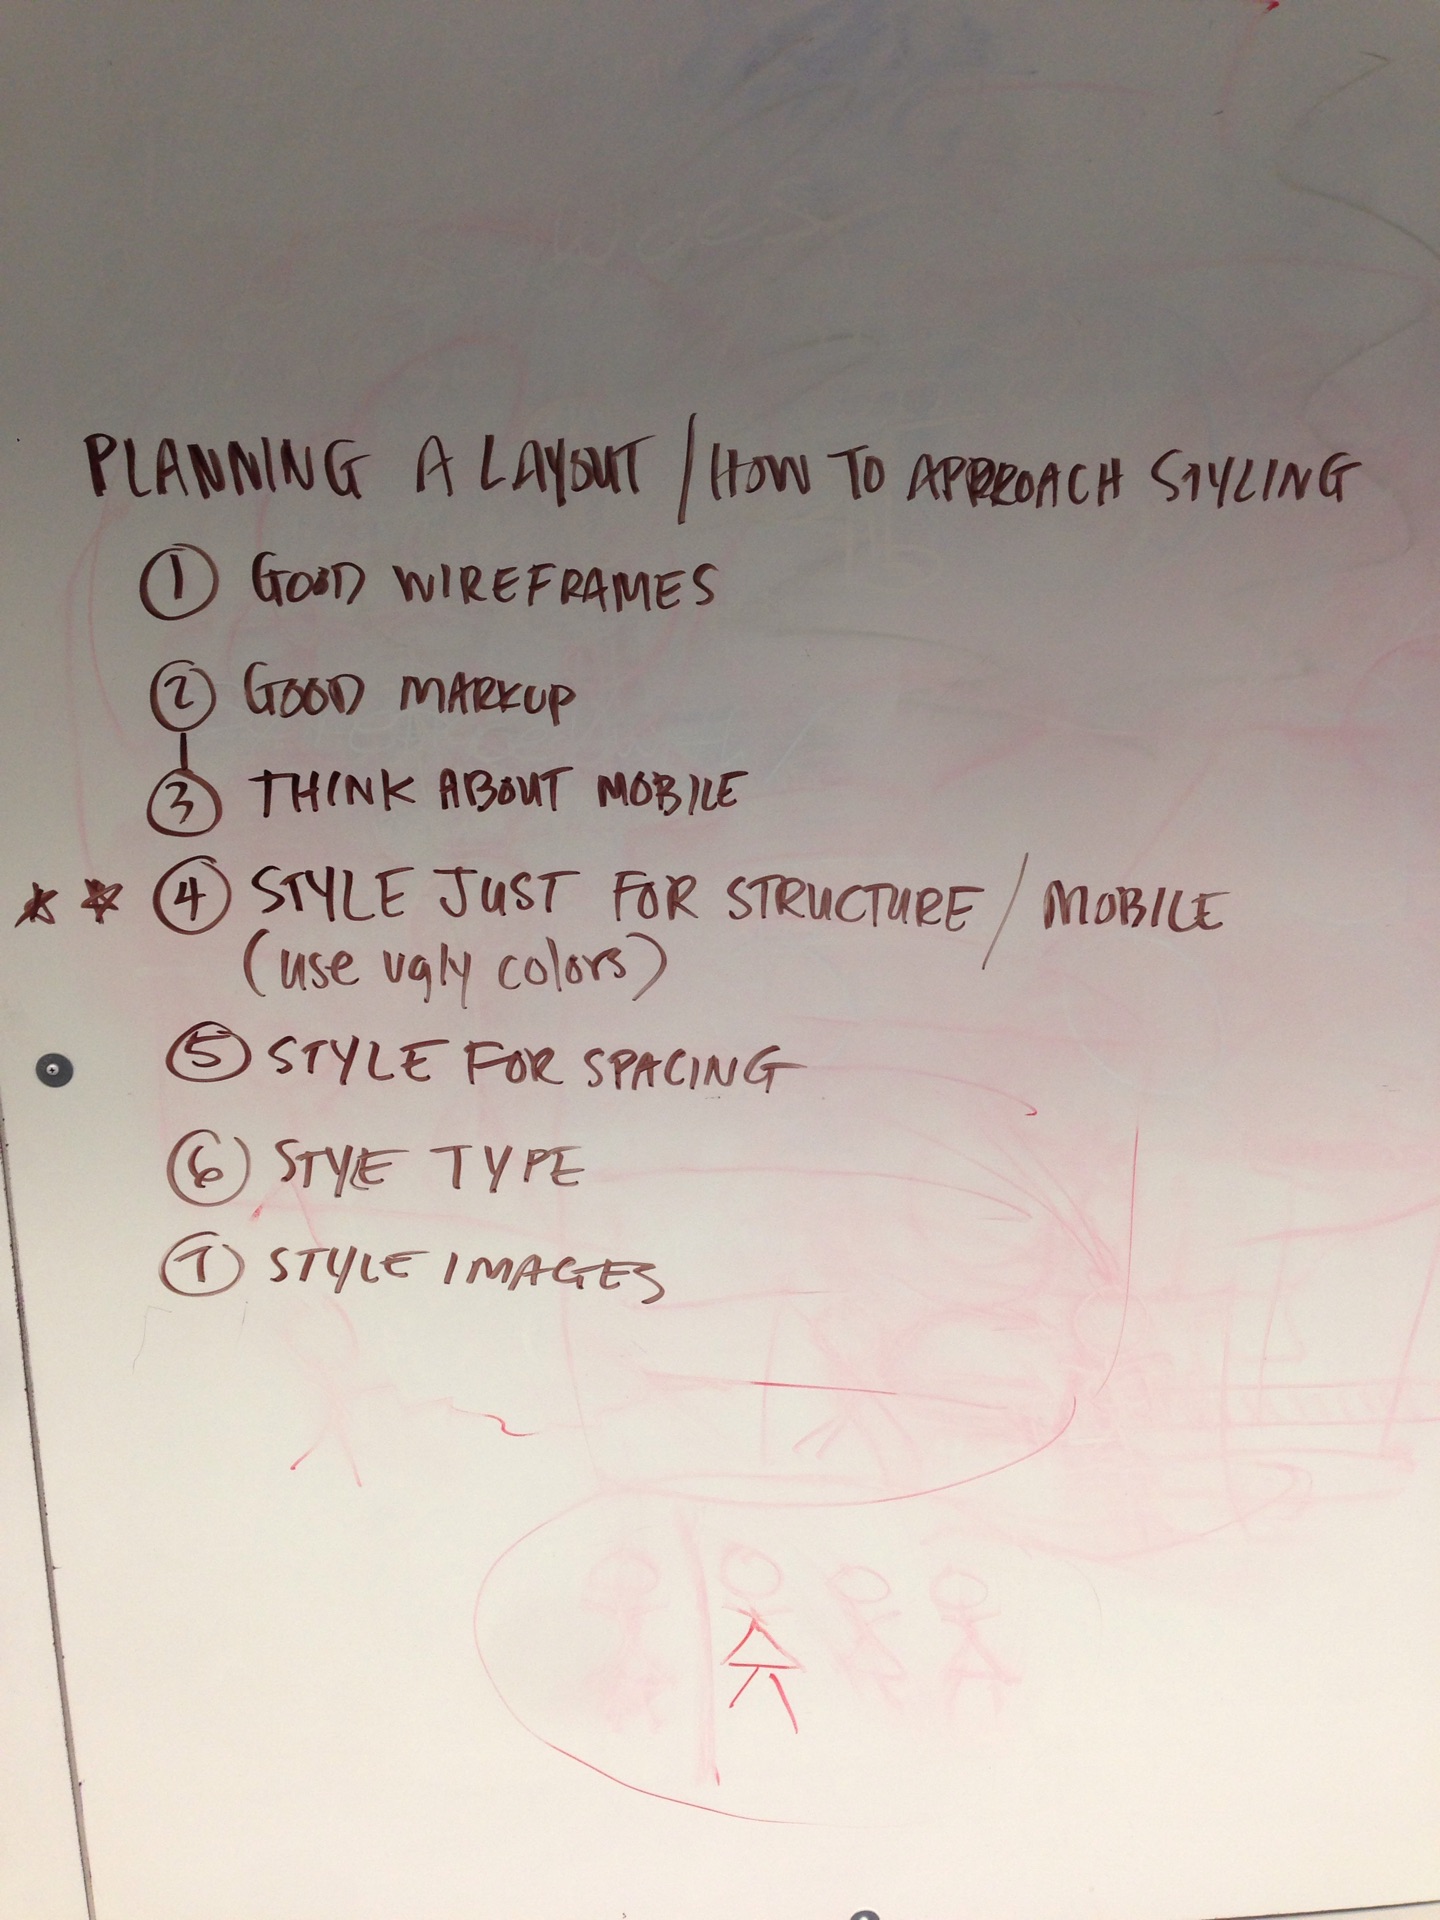 PLANNING A LAYOUT / HOW TO APPROACH STYLING
1 GOOD WIREFRAMES
2 GOOD MARKUP
3 THINK ABOUT MOBILE
4 STYLE JUST FOR STRUCTURE / MOBILE
(use ugly colors)
5 STYLE FOR SPACING
6 STYLE TYPE
7 STYLE IMAGES